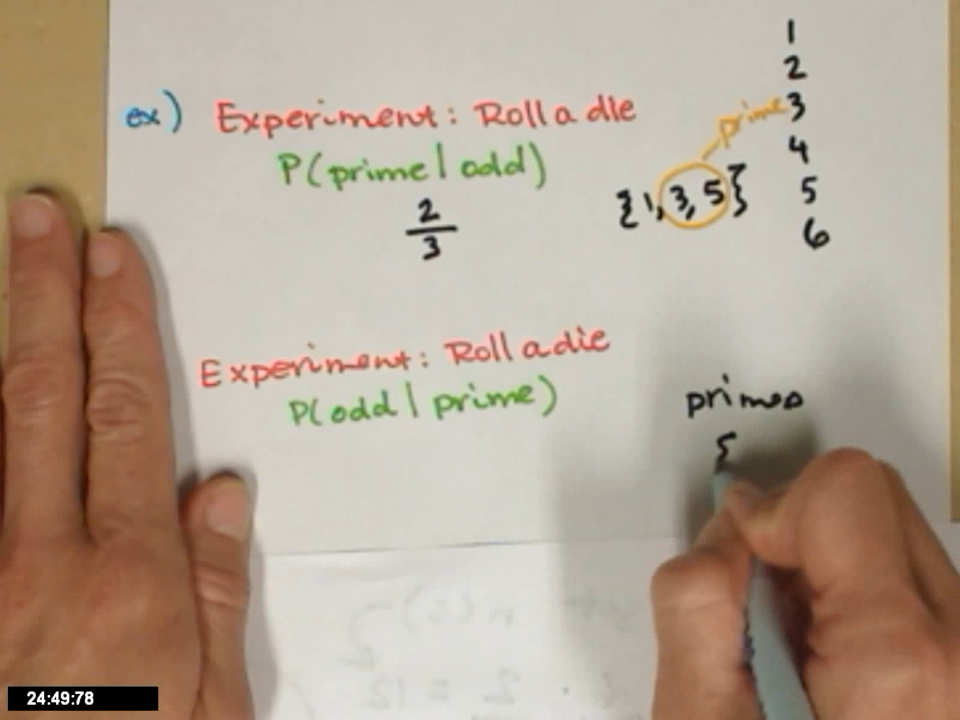 ex) Experiment: Roll a die
P(prime | odd)
2
3
1
2
3
4
5
6
prime
{1, 3, 5}
Experiment: Roll a die
P(odd | prime)
primes
24:49:78